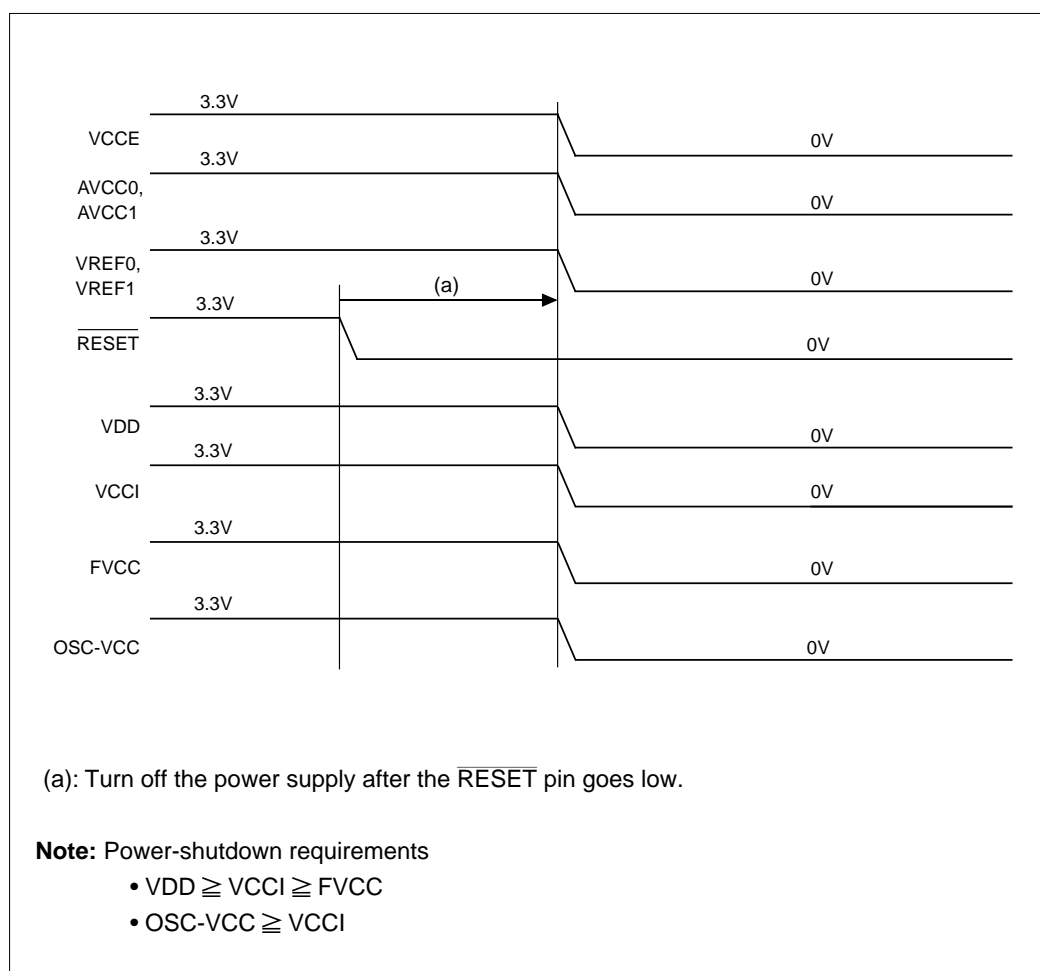 3.3V
VCCE
0V
3.3V
AVCC0,
AVCC1
0V
3.3V
VREF0,
VREF1
(a)
0V
3.3V
RESET
0V
3.3V
VDD
0V
3.3V
VCCI
0V
3.3V
FVCC
0V
3.3V
OSC-VCC
0V
(a): Turn off the power supply after the RESET pin goes low.
Note: Power-shutdown requirements
• VDD ≧ VCCI ≧ FVCC
• OSC-VCC ≧ VCCI